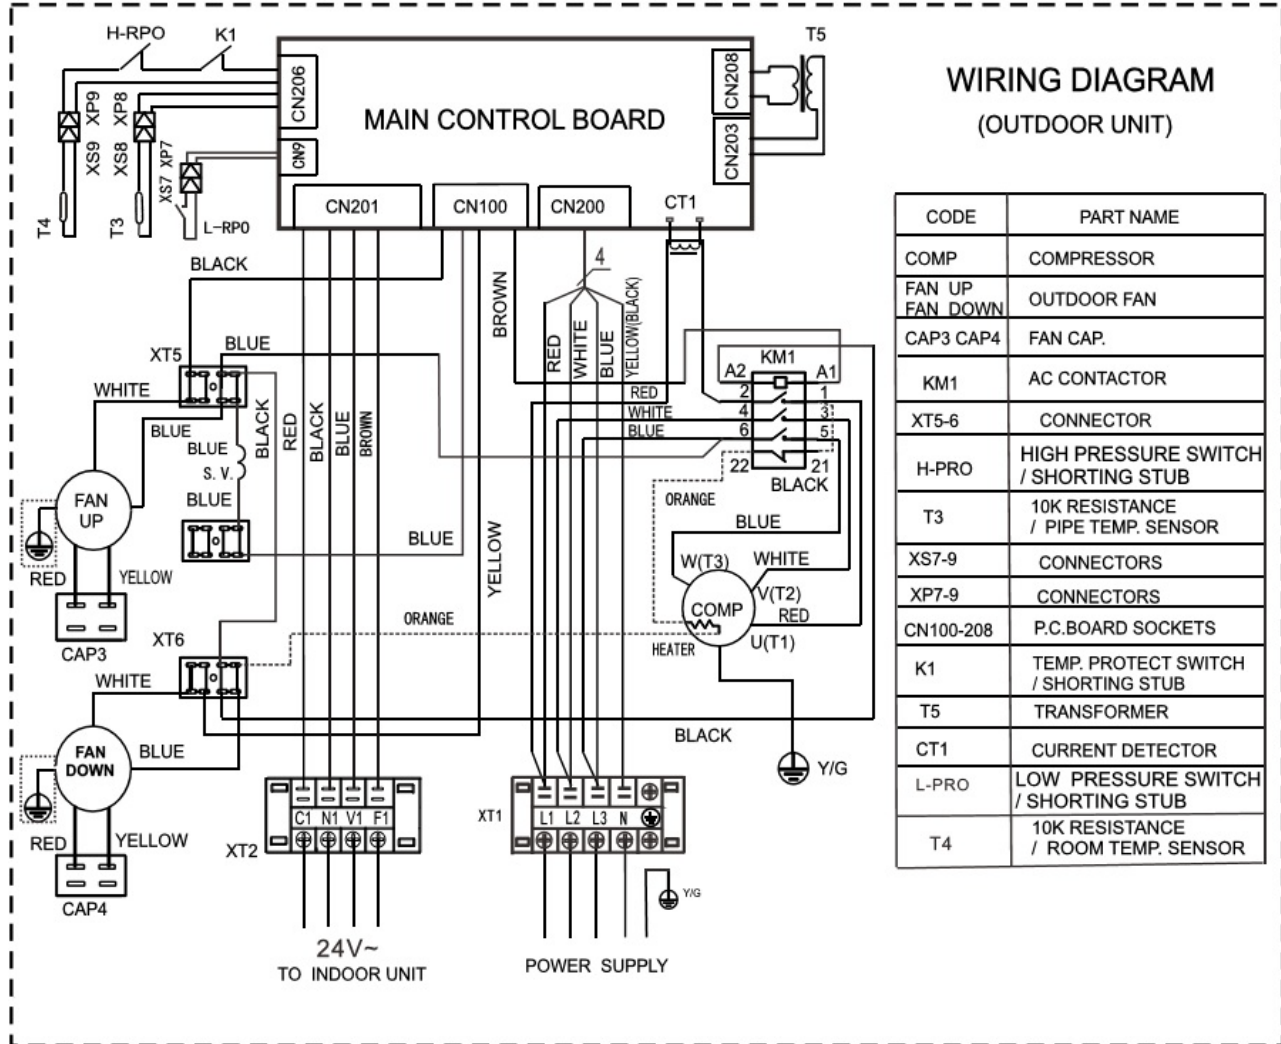 H-RPO
K1
T5
WIRING DIAGRAM
(OUTDOOR UNIT)
MAIN CONTROL BOARD
CN206
CN9
CN208
CN203
CN201
CN100
CN200
CT1
XP9
XP8
XS9
XS8
XS7 XP7
T4
T3
L-RPO
BLACK
4
BROWN
RED
WHITE
BLUE
YELLOW(BLACK)
XT5
BLUE
WHITE
BLUE
BLUE
S.V.
BLUE
BLACK
RED
BLACK
BLUE
BROWN
KM1
A2
A1
RED
2
1
WHITE
4
3
BLUE
6
5
22
21
BLACK
ORANGE
BLUE
FAN
UP
RED
YELLOW
CAP3
BLUE
YELLOW
ORANGE
W(T3)
WHITE
V(T2)
COMP
RED
HEATER
U(T1)
XT6
WHITE
BLACK
FAN
DOWN
BLUE
Y/G
RED
YELLOW
CAP4
XT2
C1 N1 V1 F1
24V~
TO INDOOR UNIT
XT1
L1 L2 L3 N
Y/G
POWER SUPPLY
CODE PART NAME
COMP COMPRESSOR
FAN UP
FAN DOWN OUTDOOR FAN
CAP3 CAP4 FAN CAP.
KM1 AC CONTACTOR
XT5-6 CONNECTOR
H-PRO HIGH PRESSURE SWITCH
/ SHORTING STUB
T3 10K RESISTANCE
/ PIPE TEMP. SENSOR
XS7-9 CONNECTORS
XP7-9 CONNECTORS
CN100-208 P.C.BOARD SOCKETS
K1 TEMP. PROTECT SWITCH
/ SHORTING STUB
T5 TRANSFORMER
CT1 CURRENT DETECTOR
L-PRO LOW PRESSURE SWITCH
/ SHORTING STUB
T4 10K RESISTANCE
/ ROOM TEMP. SENSOR